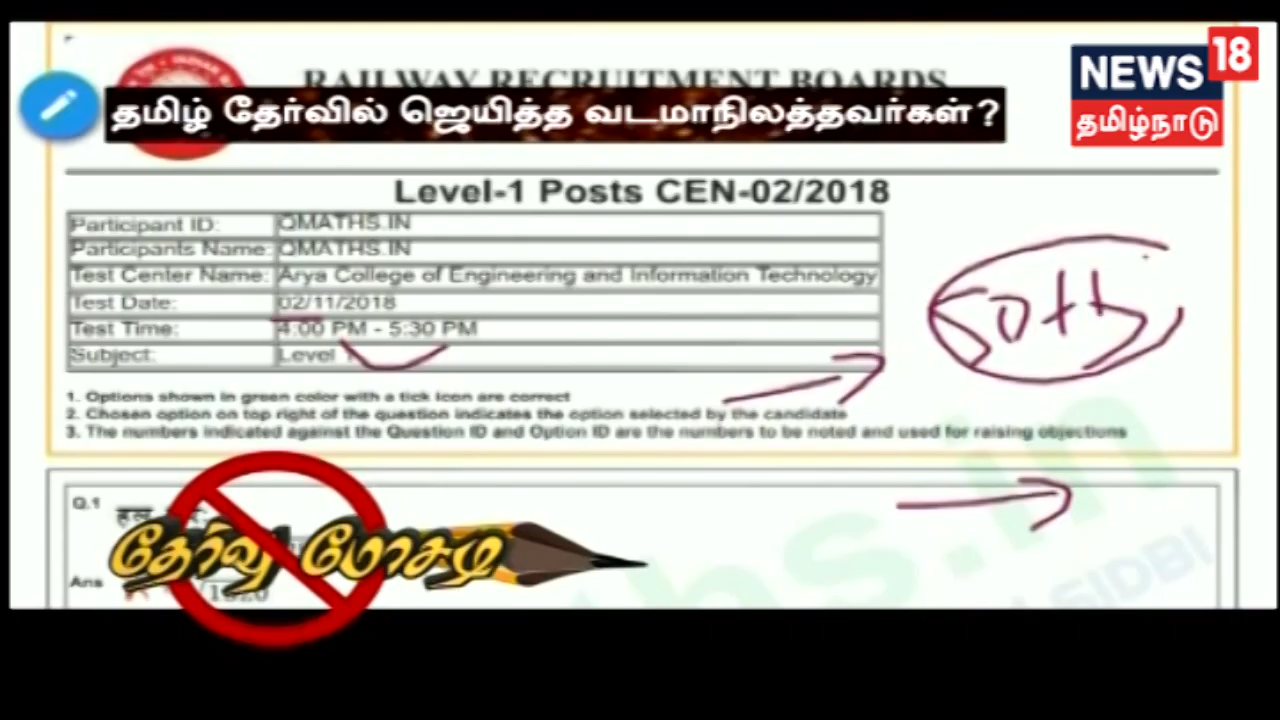 RAILWAY RECRUITMENT BOARDS
NEWS 18
தமிழ்நாடு
தமிழ் தேர்வில் ஜெயித்த வடமாநிலத்தவர்கள்?
Level-1 Posts CEN-02/2018
Participant ID: QMATHS.IN
Participants Name: QMATHS.IN
Test Center Name: Arya College of Engineering and Information Technology
Test Date: 02/11/2018
Test Time: 4:00 PM - 5:30 PM
Subject: Level 1
1. Options shown in green color with a tick icon are correct
2. Chosen option on top right of the question indicates the option selected by the candidate
3. The numbers indicated against the Question ID and Option ID are the numbers to be noted and used for raising objections
Q.1
தேர்வு மோசடி
Ans
SIDBI